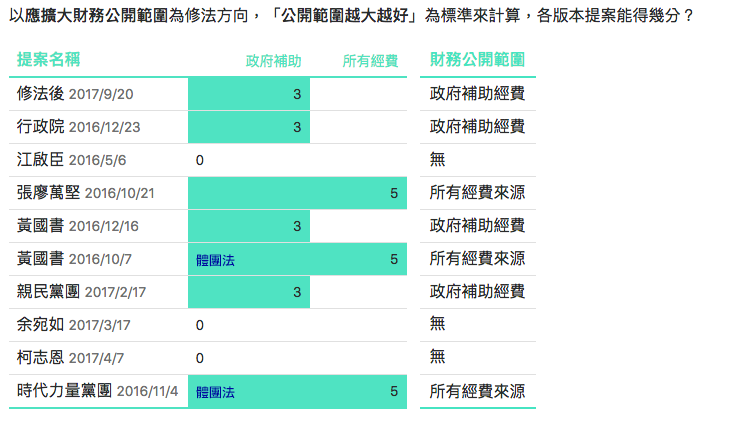 以應擴大財務公開範圍為修法方向，「公開範圍越大越好」為標準來計算，各版本提案能得幾分？
提案名稱 政府補助 所有經費 財務公開範圍
修法後 2017/9/20 3 政府補助經費
行政院 2016/12/23 3 政府補助經費
江啟臣 2016/5/6 0 無
張廖萬堅 2016/10/21 5 所有經費來源
黃國書 2016/12/16 3 政府補助經費
黃國書 2016/10/7 體團法 5 所有經費來源
親民黨團 2017/2/17 3 政府補助經費
余宛如 2017/3/17 0 無
柯志恩 2017/4/7 0 無
時代力量黨團 2016/11/4 體團法 5 所有經費來源